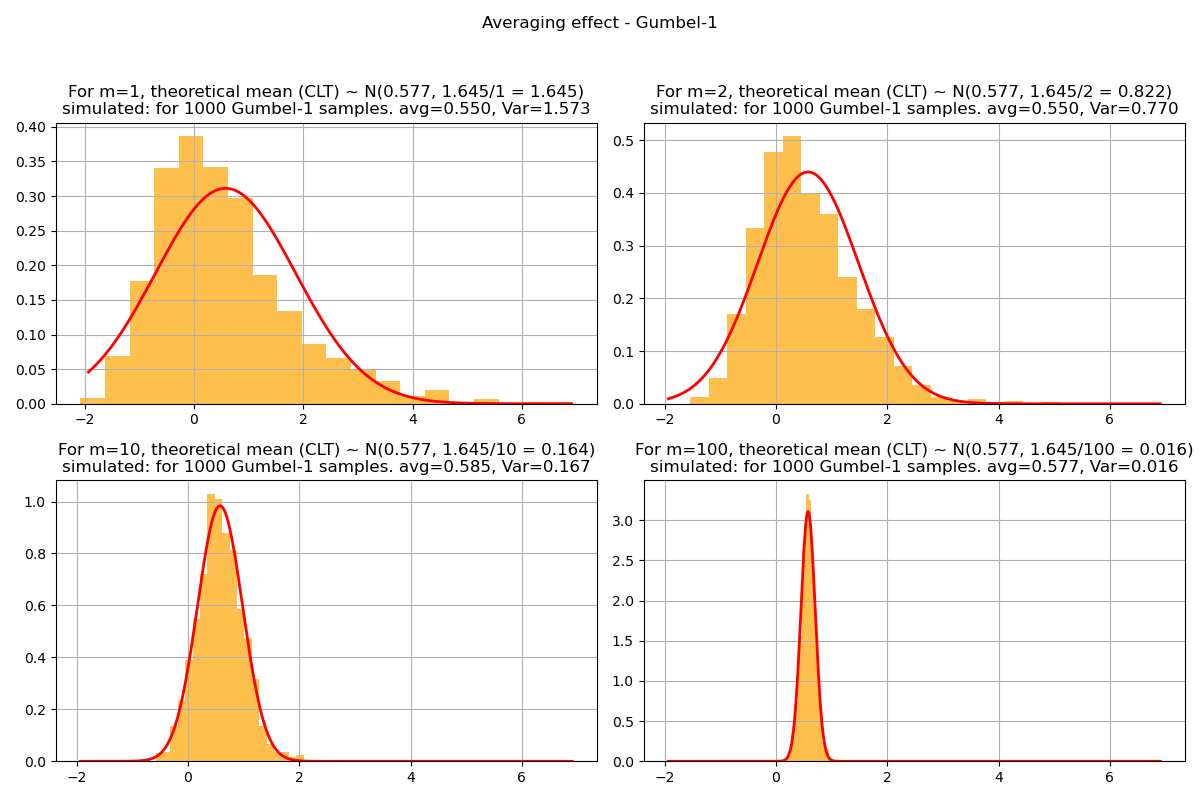 Averaging effect - Gumbel-1
For m=1, theoretical mean (CLT) ~ N(0.577, 1.645/1 = 1.645)
simulated: for 1000 Gumbel-1 samples. avg=0.550, Var=1.573
0.40
0.35
0.30
0.25
0.20
0.15
0.10
0.05
0.00
−2 0 2 4 6
For m=2, theoretical mean (CLT) ~ N(0.577, 1.645/2 = 0.822)
simulated: for 1000 Gumbel-1 samples. avg=0.550, Var=0.770
0.5
0.4
0.3
0.2
0.1
0.0
−2 0 2 4 6
For m=10, theoretical mean (CLT) ~ N(0.577, 1.645/10 = 0.164)
simulated: for 1000 Gumbel-1 samples. avg=0.585, Var=0.167
1.0
0.8
0.6
0.4
0.2
0.0
−2 0 2 4 6
For m=100, theoretical mean (CLT) ~ N(0.577, 1.645/100 = 0.016)
simulated: for 1000 Gumbel-1 samples. avg=0.577, Var=0.016
3.0
2.5
2.0
1.5
1.0
0.5
0.0
−2 0 2 4 6